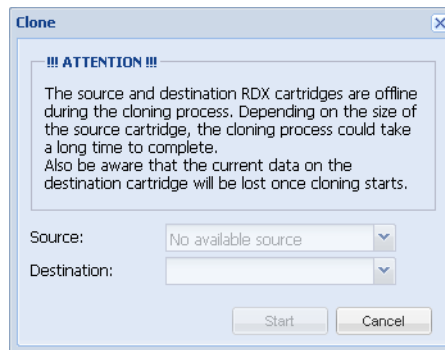 Clone
!!! ATTENTION !!!
The source and destination RDX cartridges are offline
during the cloning process. Depending on the size of
the source cartridge, the cloning process could take
a long time to complete.
Also be aware that the current data on the
destination cartridge will be lost once cloning starts.
Source: No available source
Destination:
Start Cancel